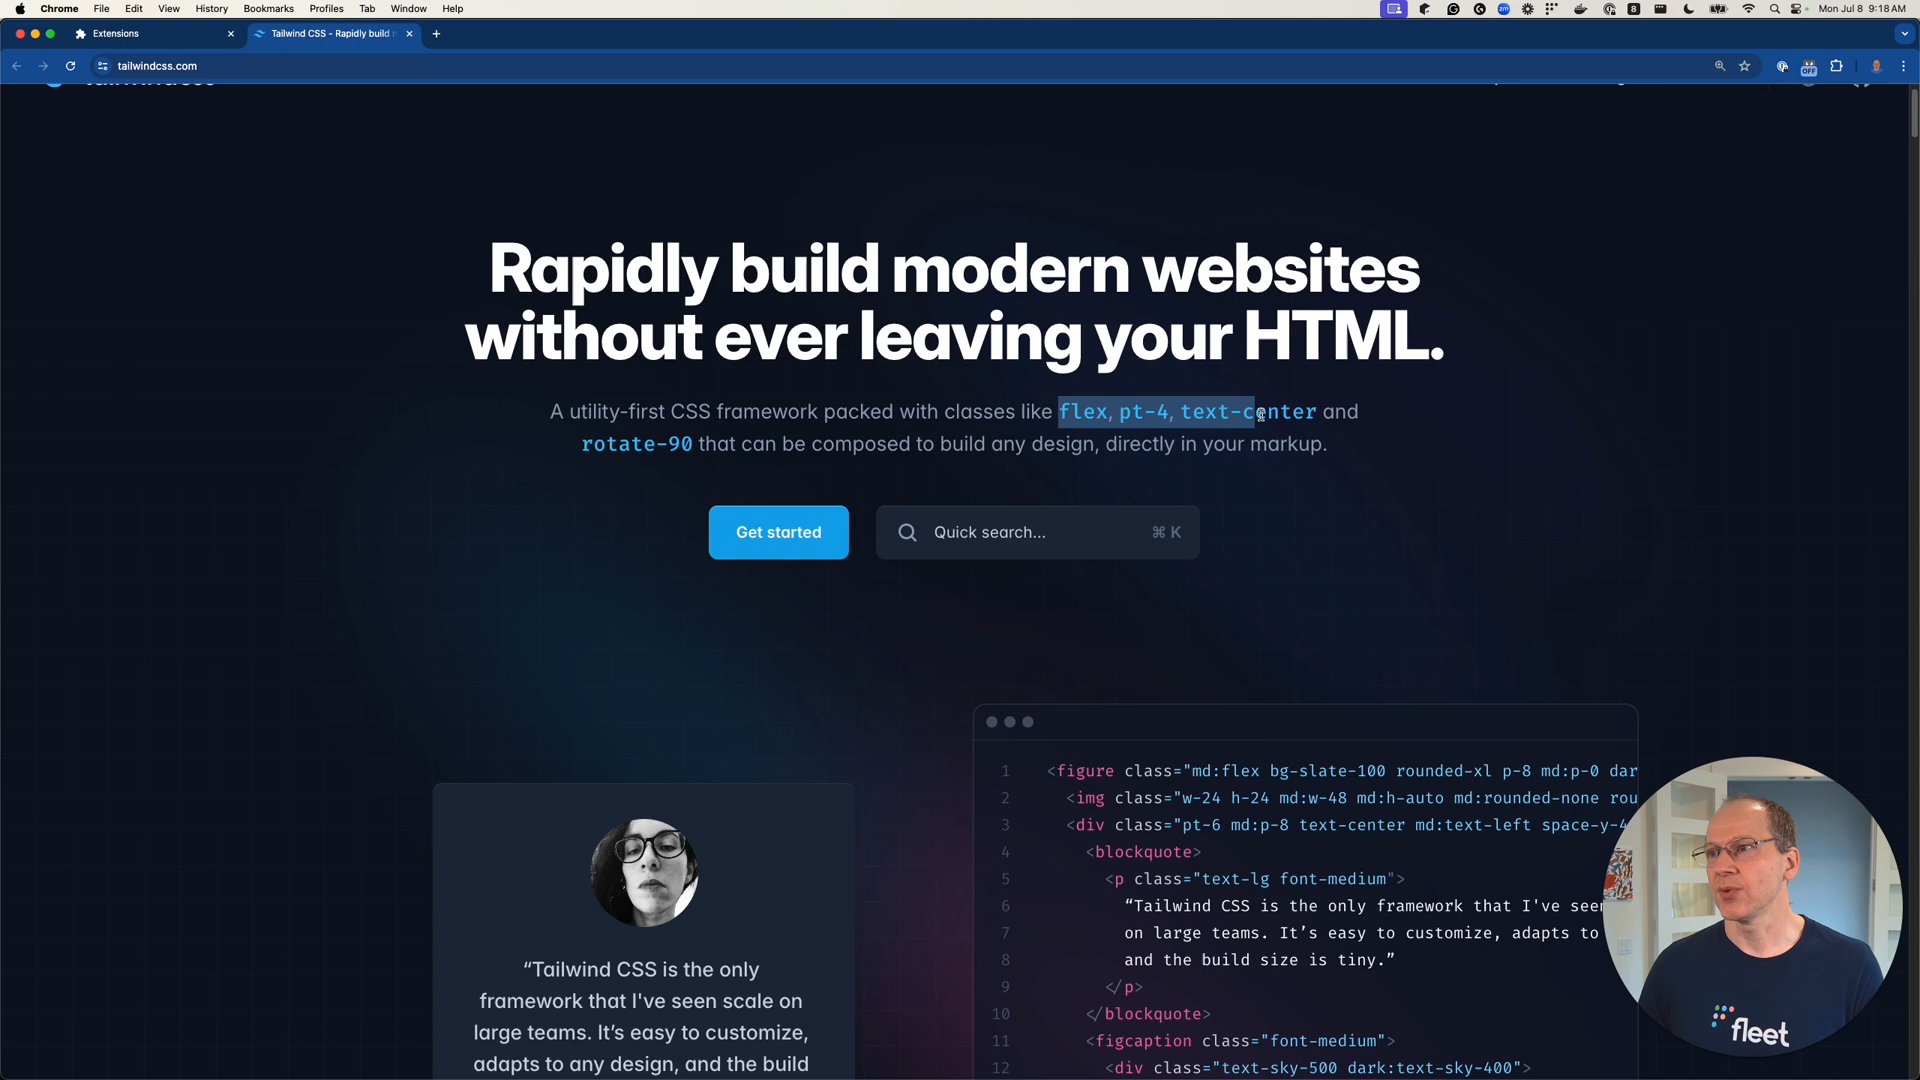 Chrome File Edit View History Bookmarks Profiles Tab Window Help
8
Mon Jul 8 9:18 AM
Extensions
Tailwind CSS - Rapidly build
tailwindcss.com
OFF
Rapidly build modern websites
without ever leaving your HTML.
A utility-first CSS framework packed with classes like flex, pt-4, text-center and
rotate-90 that can be composed to build any design, directly in your markup.
Get started
Quick search... ⌘ K
1 <figure class="md:flex bg-slate-100 rounded-xl p-8 md:p-0 dar
2 <img class="w-24 h-24 md:w-48 md:h-auto md:rounded-none rou
3 <div class="pt-6 md:p-8 text-center md:text-left space-y-4
4 <blockquote>
5 <p class="text-lg font-medium">
6 “Tailwind CSS is the only framework that I've seen
7 on large teams. It’s easy to customize, adapts to
8 and the build size is tiny.”
9 </p>
10 </blockquote>
11 <figcaption class="font-medium">
12 <div class="text-sky-500 dark:text-sky-400">
“Tailwind CSS is the only
framework that I've seen scale on
large teams. It’s easy to customize,
adapts to any design, and the build
fleet